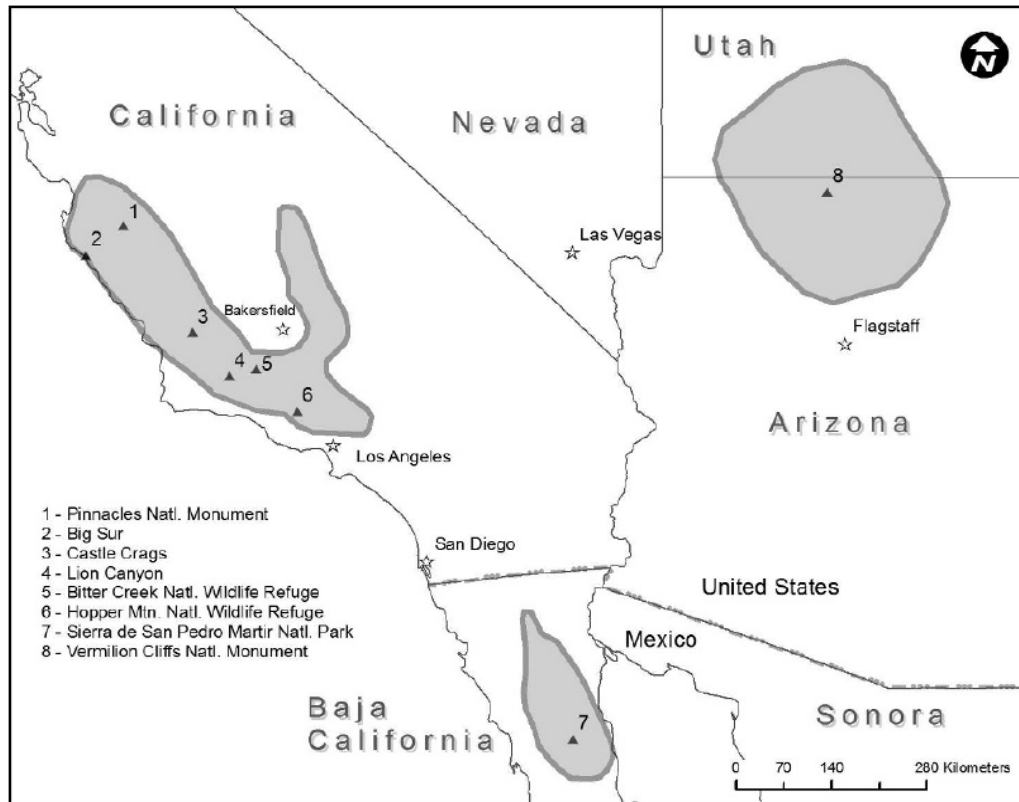 Utah
N
California
Nevada
8
1
2
Las Vegas
3
Bakersfield
Flagstaff
4
5
6
Arizona
Los Angeles
1 - Pinnacles Natl. Monument
2 - Big Sur
3 - Castle Crags
4 - Lion Canyon
5 - Bitter Creek Natl. Wildlife Refuge
6 - Hopper Mtn. Natl. Wildlife Refuge
7 - Sierra de San Pedro Martir Natl. Park
8 - Vermilion Cliffs Natl. Monument
San Diego
United States
Mexico
Baja
California
7
Sonora
0 70 140 280 Kilometers